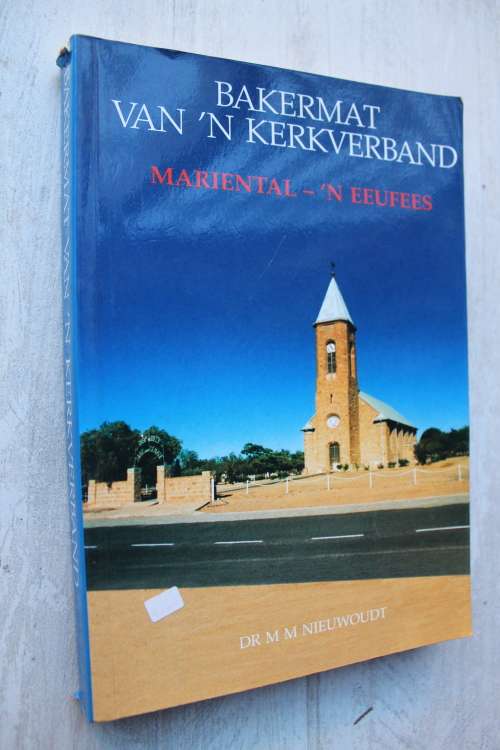 BAKERMAT
VAN 'N KERKVERBAND
MARIENTAL – 'N EEUFEES
DR M M NIEUWOUDT
BAKERMAT VAN 'N KERKVERBAND